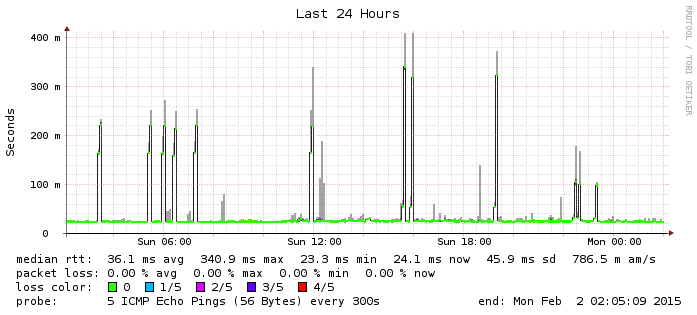 Last 24 Hours
RRDTOOL / TOBI OETIKER
Seconds
400 m
300 m
200 m
100 m
0
Sun 06:00 Sun 12:00 Sun 18:00 Mon 00:00
median rtt: 36.1 ms avg 340.9 ms max 23.3 ms min 24.1 ms now 45.9 ms sd 786.5 m am/s
packet loss: 0.00 % avg 0.00 % max 0.00 % min 0.00 % now
loss color: 0 1/5 2/5 3/5 4/5
probe: 5 ICMP Echo Pings (56 Bytes) every 300s end: Mon Feb 2 02:05:09 2015